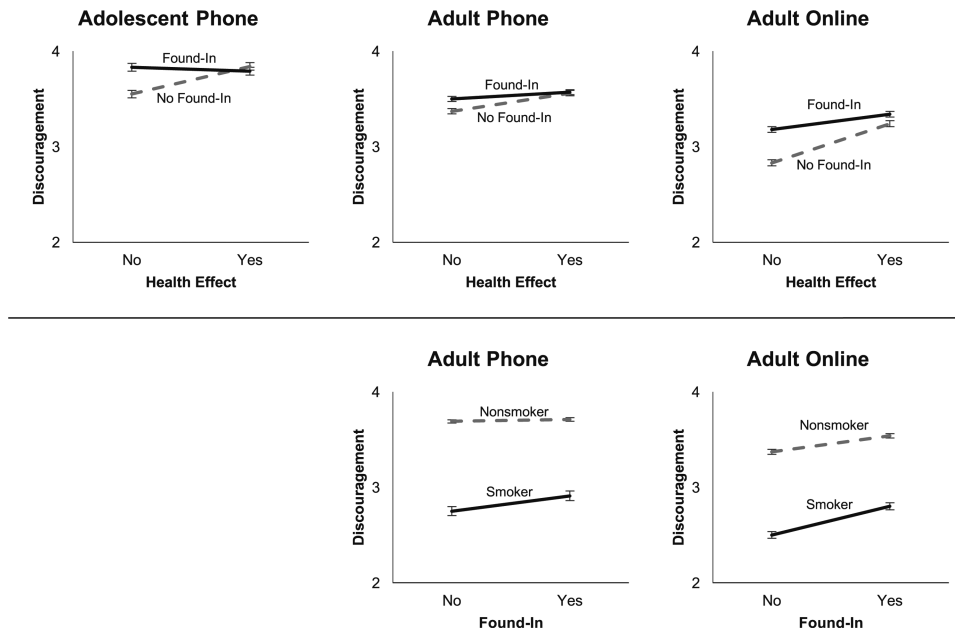 Adolescent Phone
4
3
2
Discouragement
Found-In
No Found-In
No Yes
Health Effect
Adult Phone
4
3
2
Discouragement
Found-In
No Found-In
No Yes
Health Effect
Adult Online
4
3
2
Discouragement
Found-In
No Found-In
No Yes
Health Effect
Adult Phone
4
3
2
Discouragement
Nonsmoker
Smoker
No Yes
Found-In
Adult Online
4
3
2
Discouragement
Nonsmoker
Smoker
No Yes
Found-In